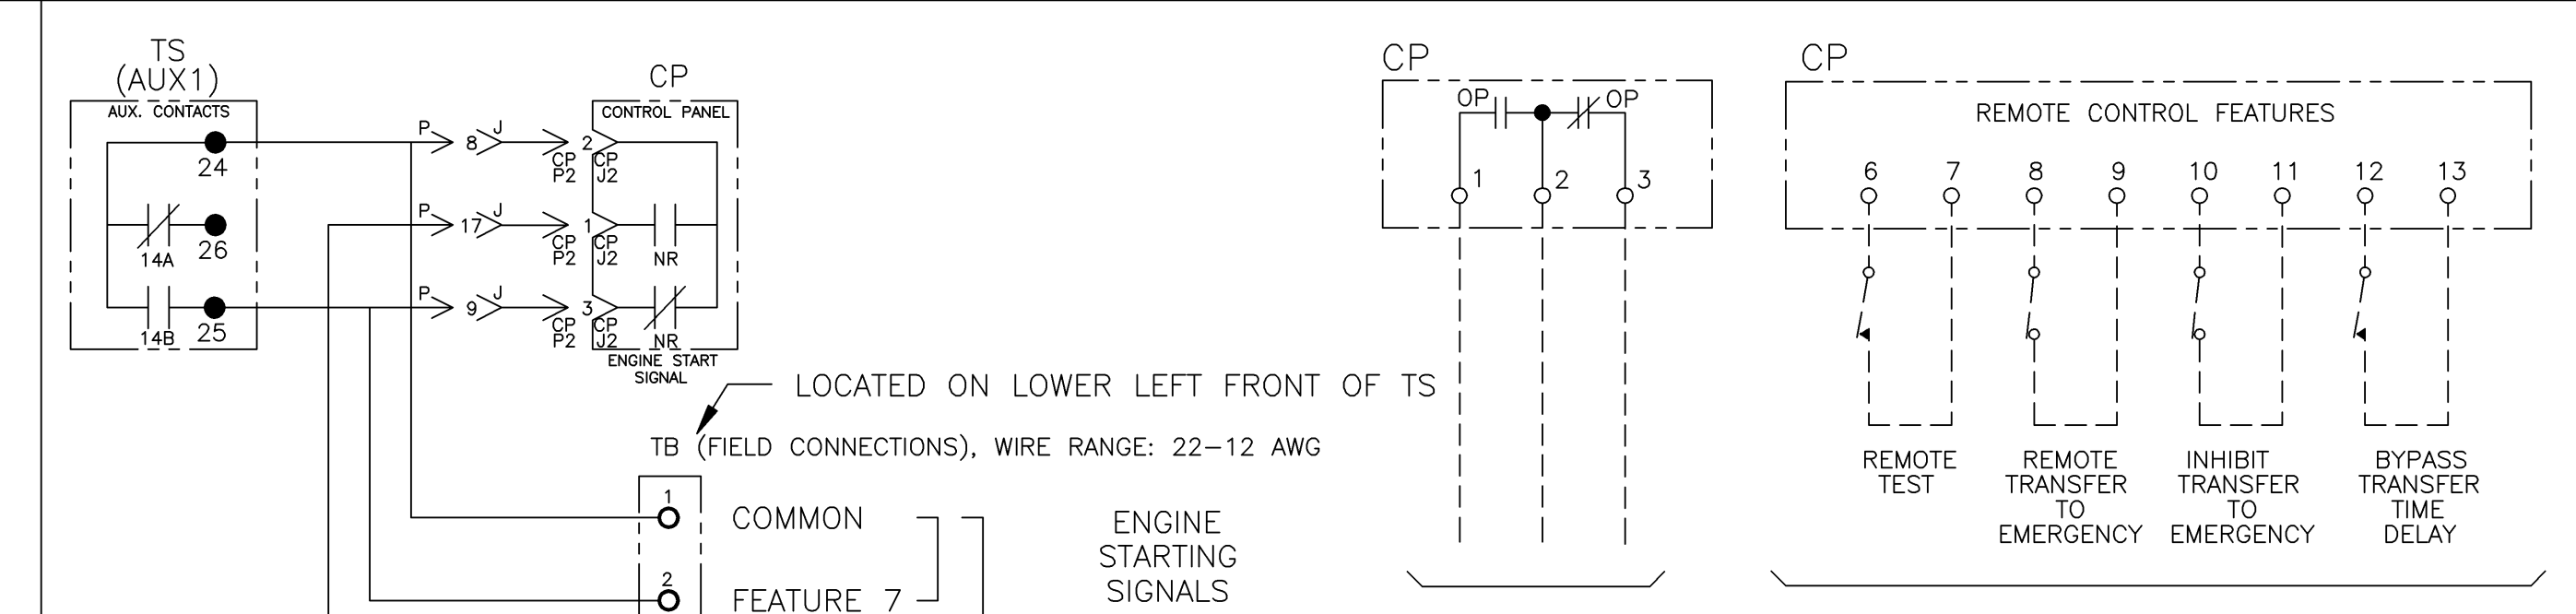 TS
(AUX1)
AUX. CONTACTS
24
26
14A
14B
25
P
8
J
CP
P2
2
CP
J2
P
17
J
CP
P2
1
CP
J2
NR
P
9
J
CP
P2
3
CP
J2
NR
CP
CONTROL PANEL
ENGINE START
SIGNAL
LOCATED ON LOWER LEFT FRONT OF TS
TB (FIELD CONNECTIONS), WIRE RANGE: 22-12 AWG
1
COMMON
2
FEATURE 7
ENGINE
STARTING
SIGNALS
CP
OP
OP
1
2
3
CP
REMOTE CONTROL FEATURES
6 7 8 9 10 11 12 13
REMOTE
TEST
REMOTE
TRANSFER
TO
EMERGENCY
INHIBIT
TRANSFER
TO
EMERGENCY
BYPASS
TRANSFER
TIME
DELAY